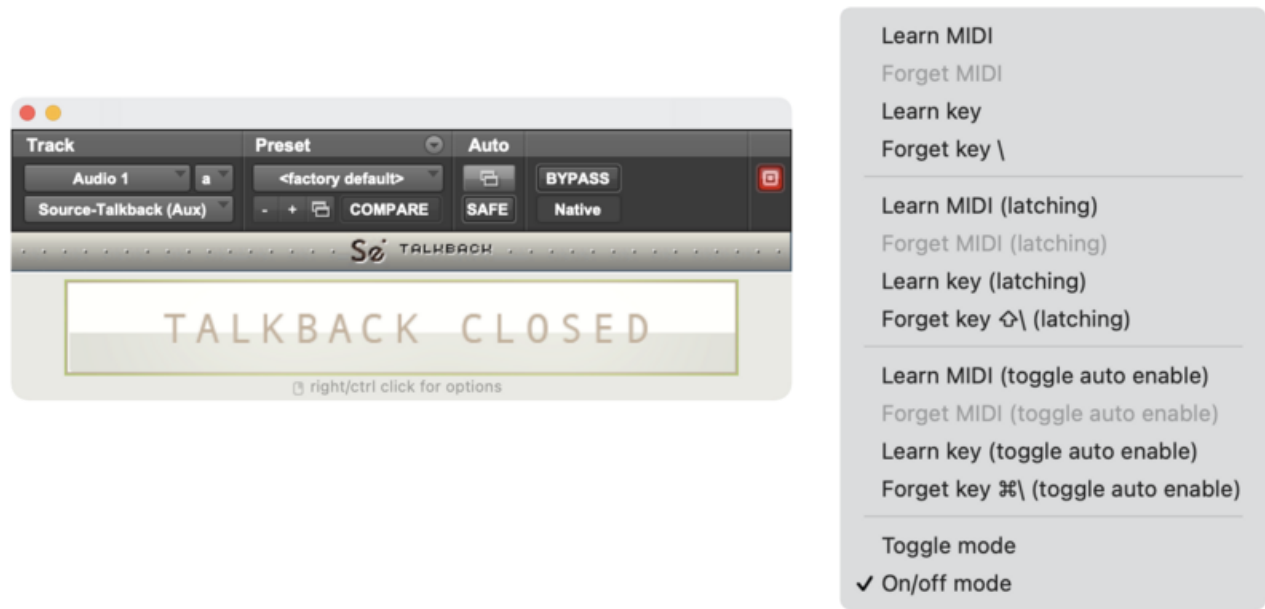 Track Preset Auto
Audio 1 a <factory default> BYPASS
Source-Talkback (Aux) - + COMPARE SAFE Native
Se TALKBACK
TALKBACK CLOSED
right/ctrl click for options
Learn MIDI
Forget MIDI
Learn key
Forget key \
Learn MIDI (latching)
Forget MIDI (latching)
Learn key (latching)
Forget key ⇧\ (latching)
Learn MIDI (toggle auto enable)
Forget MIDI (toggle auto enable)
Learn key (toggle auto enable)
Forget key ⌘\ (toggle auto enable)
Toggle mode
✓ On/off mode